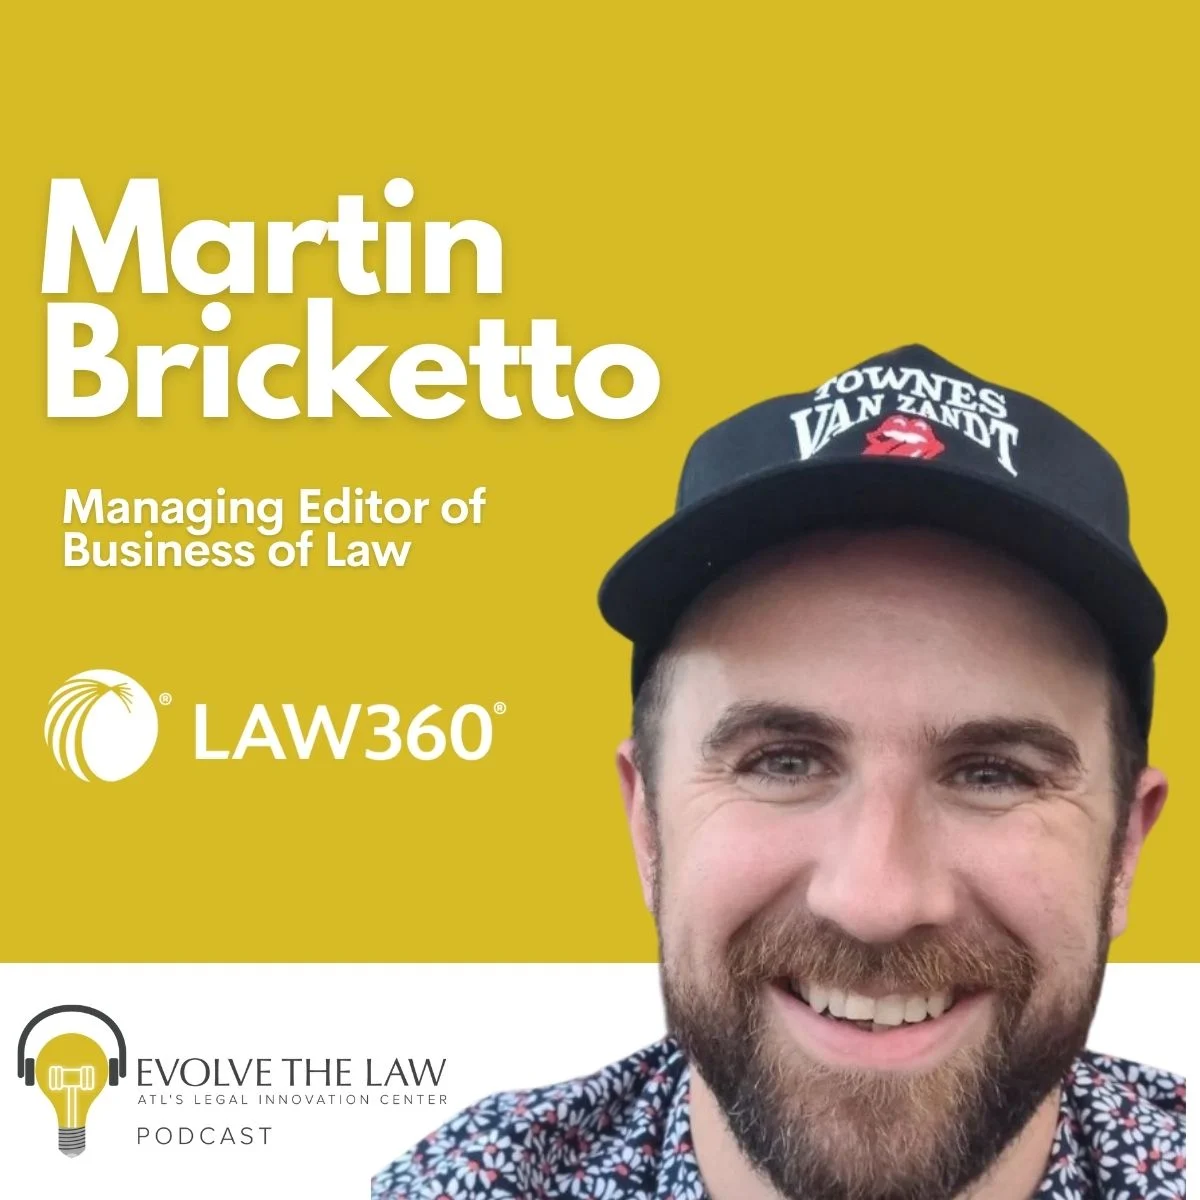 Martin
Bricketto
Managing Editor of
Business of Law
® LAW360®
TOWNES
VAN ZANDT
EVOLVE THE LAW
ATL'S LEGAL INNOVATION CENTER
PODCAST